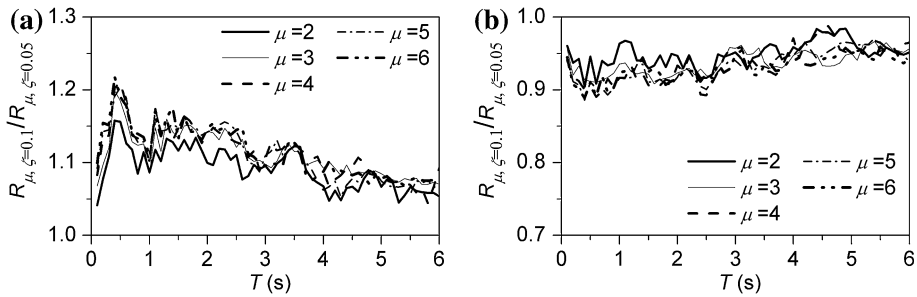 (a)
R_μ, ζ=0.1/R_μ, ζ=0.05
1.3
1.2
1.1
1.0
μ=2
μ=3
μ=4
μ=5
μ=6
0 1 2 3 4 5 6
T (s)
(b)
R_μ, ζ=0.1/R_μ, ζ=0.05
1.0
0.9
0.8
0.7
μ=2
μ=3
μ=4
μ=5
μ=6
0 1 2 3 4 5 6
T (s)